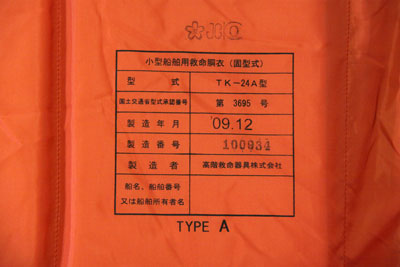 小型船舶用救命胴衣（固型式）
型 式 TK-24A型
国土交通省型式承認番号 第 3695 号
製造年月 '09.12
製造番号 100934
製造者 高階救命器具株式会社
船名、船舶番号
又は船舶所有者名
TYPE A